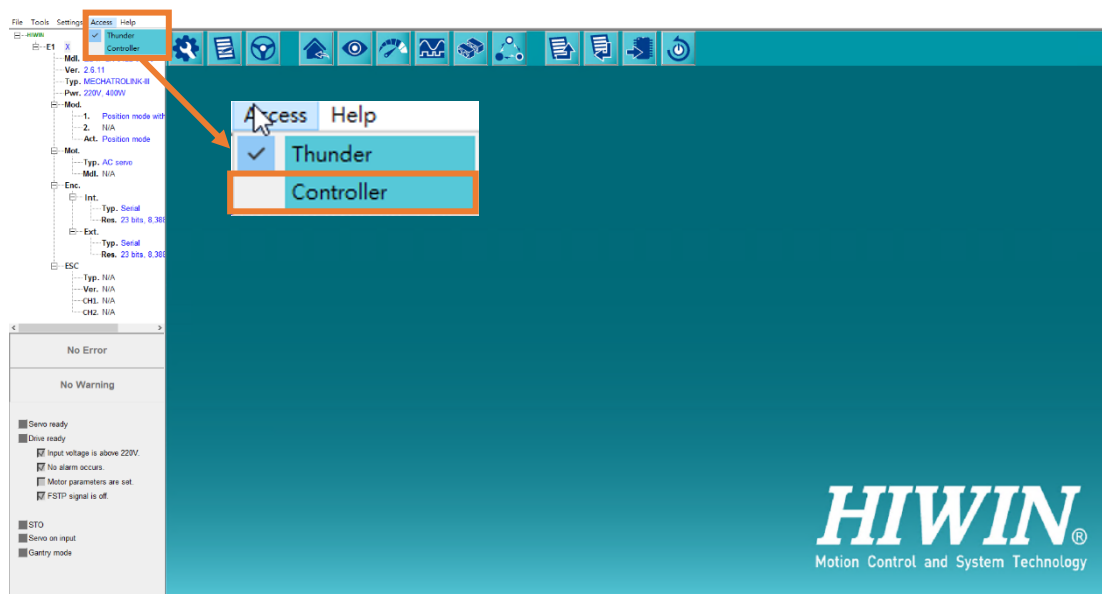 File Tools Settings Access Help
Thunder
Controller
HIWIN
E1 X
Mdl.
Ver. 2.6.11
Typ. MECHATROLINK-III
Pwr. 220V, 400W
Mod.
1. Position mode with
2. N/A
Act. Position mode
Mot.
Typ. AC servo
Mdl. N/A
Enc.
Int.
Typ. Serial
Res. 23 bits, 8,388
Ext.
Typ. Serial
Res. 23 bits, 8,388
ESC
Typ. N/A
Ver. N/A
CH1. N/A
CH2. N/A
No Error
No Warning
Servo ready
Drive ready
Input voltage is above 220V.
No alarm occurs.
Motor parameters are set.
FSTP signal is off.
STO
Servo on input
Gantry mode
Access Help
Thunder
Controller
HIWIN®
Motion Control and System Technology